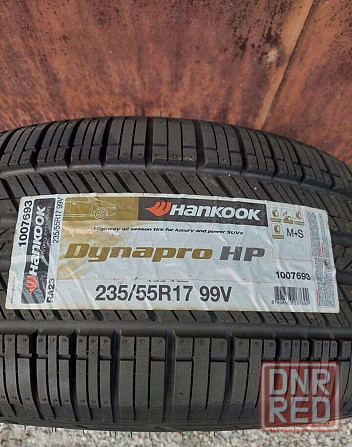 HANKOOK
Highway all season tire for luxury and power SUVs
M+S
Dynapro HP
1007693
235/55R17 99V
1007693
RA23
HANKOOK
235/55R17 99V
DNR
RED